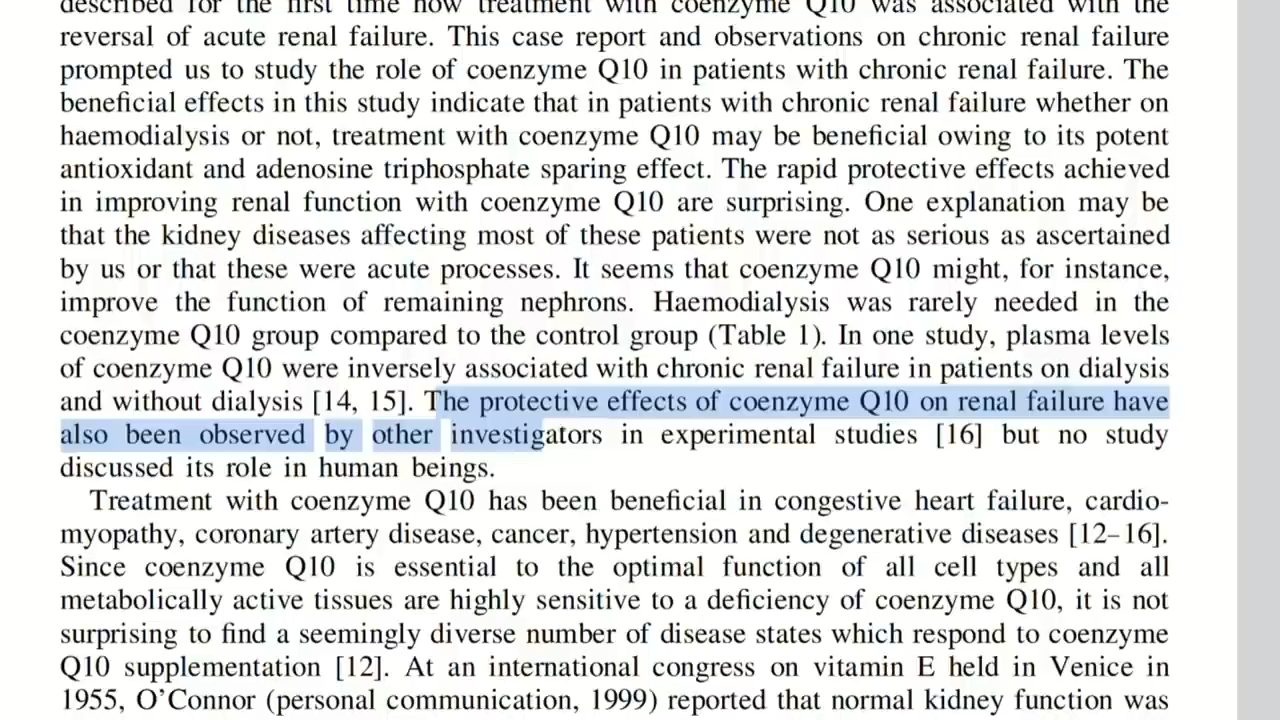 described for the first time how treatment with coenzyme Q10 was associated with the
reversal of acute renal failure. This case report and observations on chronic renal failure
prompted us to study the role of coenzyme Q10 in patients with chronic renal failure. The
beneficial effects in this study indicate that in patients with chronic renal failure whether on
haemodialysis or not, treatment with coenzyme Q10 may be beneficial owing to its potent
antioxidant and adenosine triphosphate sparing effect. The rapid protective effects achieved
in improving renal function with coenzyme Q10 are surprising. One explanation may be
that the kidney diseases affecting most of these patients were not as serious as ascertained
by us or that these were acute processes. It seems that coenzyme Q10 might, for instance,
improve the function of remaining nephrons. Haemodialysis was rarely needed in the
coenzyme Q10 group compared to the control group (Table 1). In one study, plasma levels
of coenzyme Q10 were inversely associated with chronic renal failure in patients on dialysis
and without dialysis [14, 15]. The protective effects of coenzyme Q10 on renal failure have
also been observed by other investigators in experimental studies [16] but no study
discussed its role in human beings.
Treatment with coenzyme Q10 has been beneficial in congestive heart failure, cardio-
myopathy, coronary artery disease, cancer, hypertension and degenerative diseases [12–16].
Since coenzyme Q10 is essential to the optimal function of all cell types and all
metabolically active tissues are highly sensitive to a deficiency of coenzyme Q10, it is not
surprising to find a seemingly diverse number of disease states which respond to coenzyme
Q10 supplementation [12]. At an international congress on vitamin E held in Venice in
1955, O’Connor (personal communication, 1999) reported that normal kidney function was